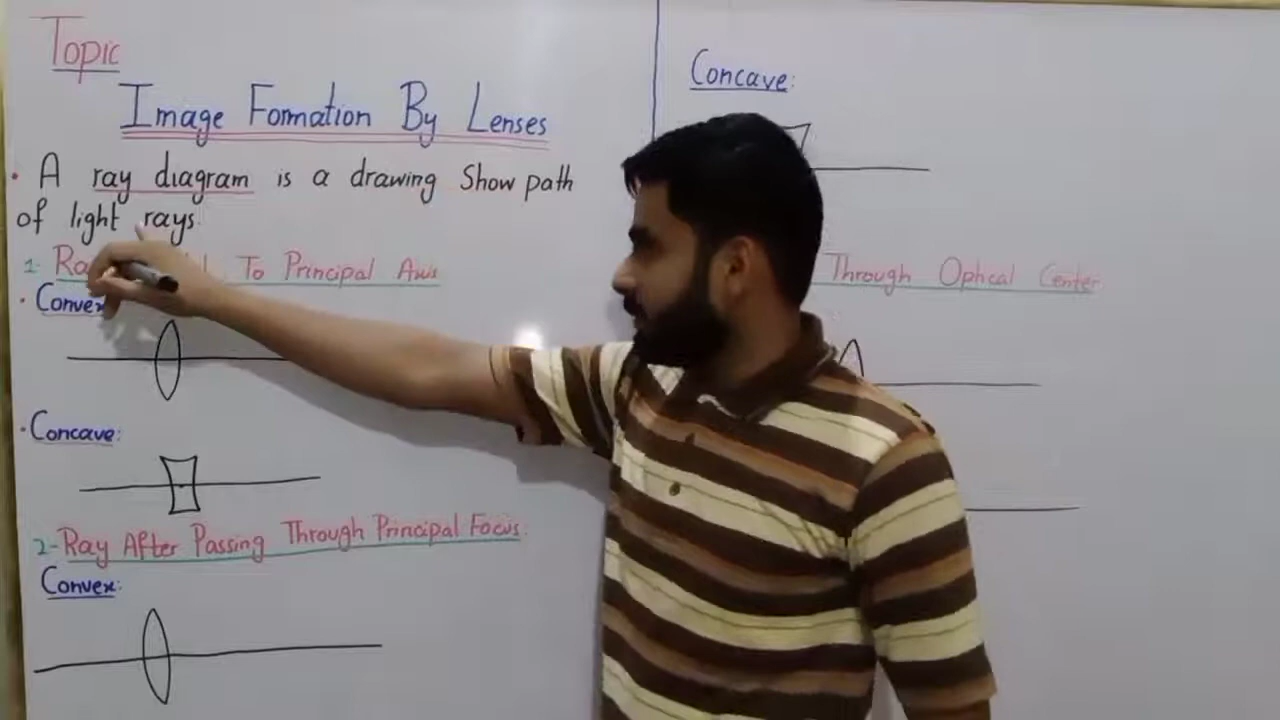 Topic
Image Formation By Lenses
• A ray diagram is a drawing Show path
of light rays.
1- To Principal Axis
• Convex
• Concave:
2-Ray After Passing Through Principal Focus.
Convex:
Concave:
Through Optical Center